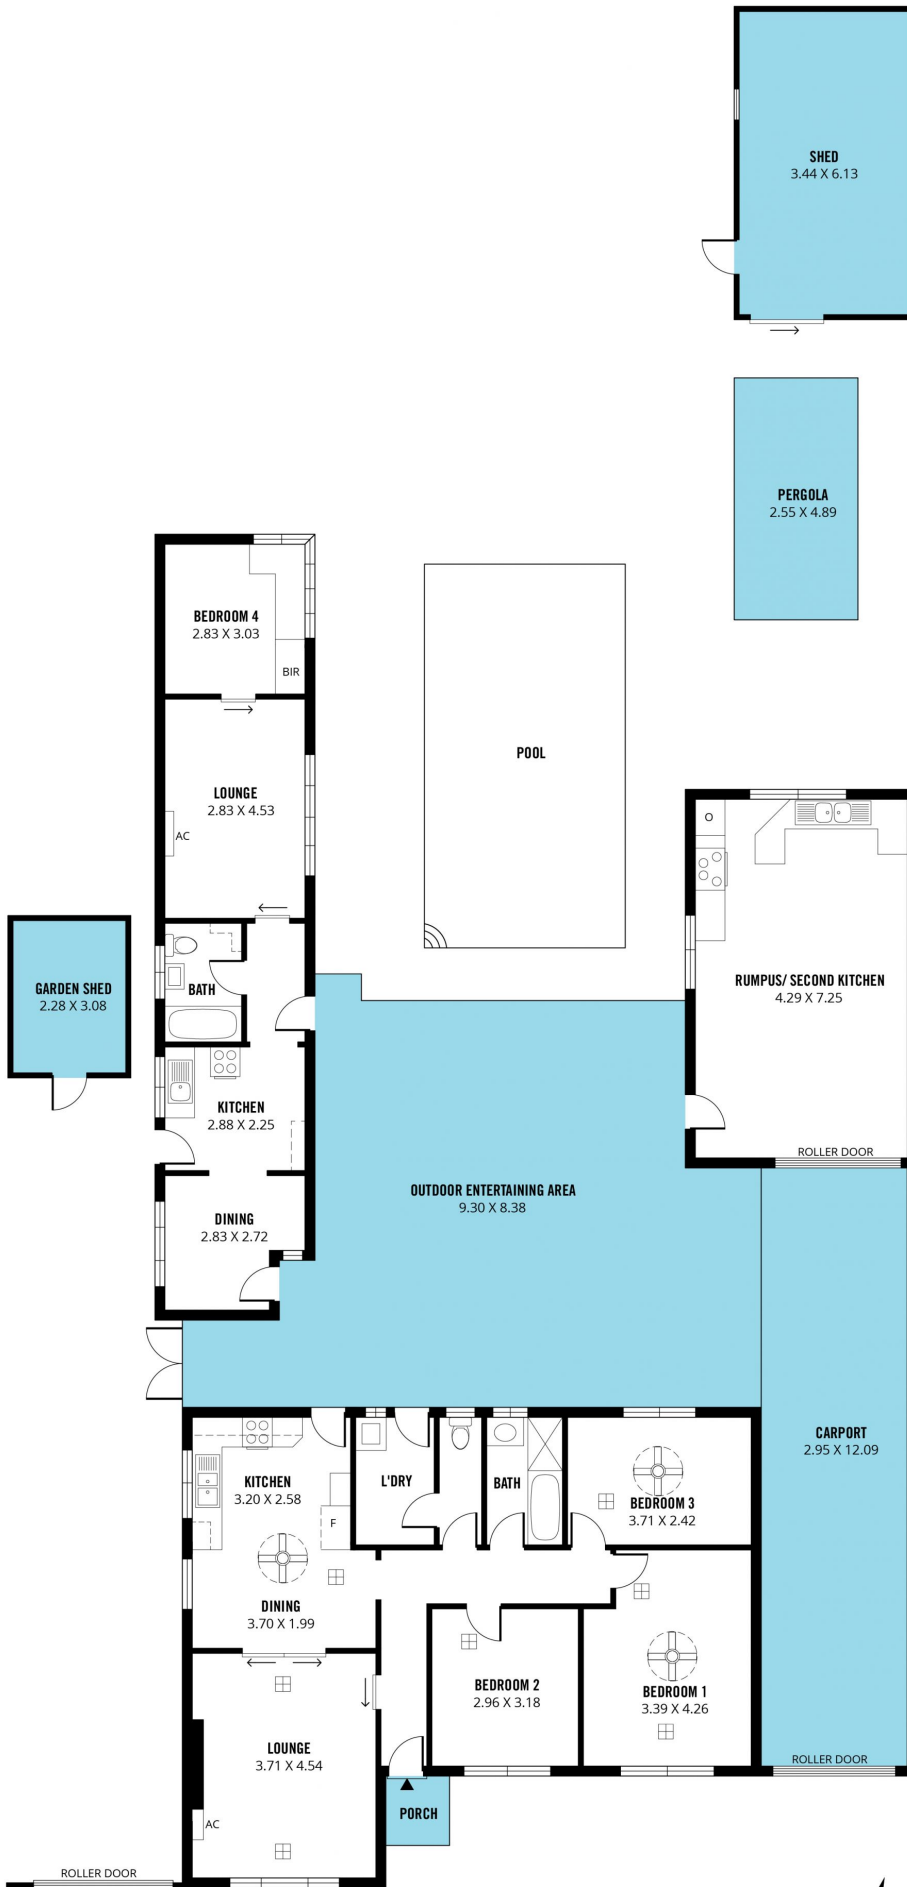 SHED
3.44 X 6.13
PERGOLA
2.55 X 4.89
BEDROOM 4
2.83 X 3.03
BIR
POOL
LOUNGE
2.83 X 4.53
AC
O
RUMPUS/ SECOND KITCHEN
4.29 X 7.25
GARDEN SHED
2.28 X 3.08
BATH
KITCHEN
2.88 X 2.25
ROLLER DOOR
OUTDOOR ENTERTAINING AREA
9.30 X 8.38
DINING
2.83 X 2.72
CARPORT
2.95 X 12.09
KITCHEN
3.20 X 2.58
L'DRY
BATH
BEDROOM 3
3.71 X 2.42
F
DINING
3.70 X 1.99
BEDROOM 2
2.96 X 3.18
BEDROOM 1
3.39 X 4.26
LOUNGE
3.71 X 4.54
ROLLER DOOR
PORCH
AC
ROLLER DOOR